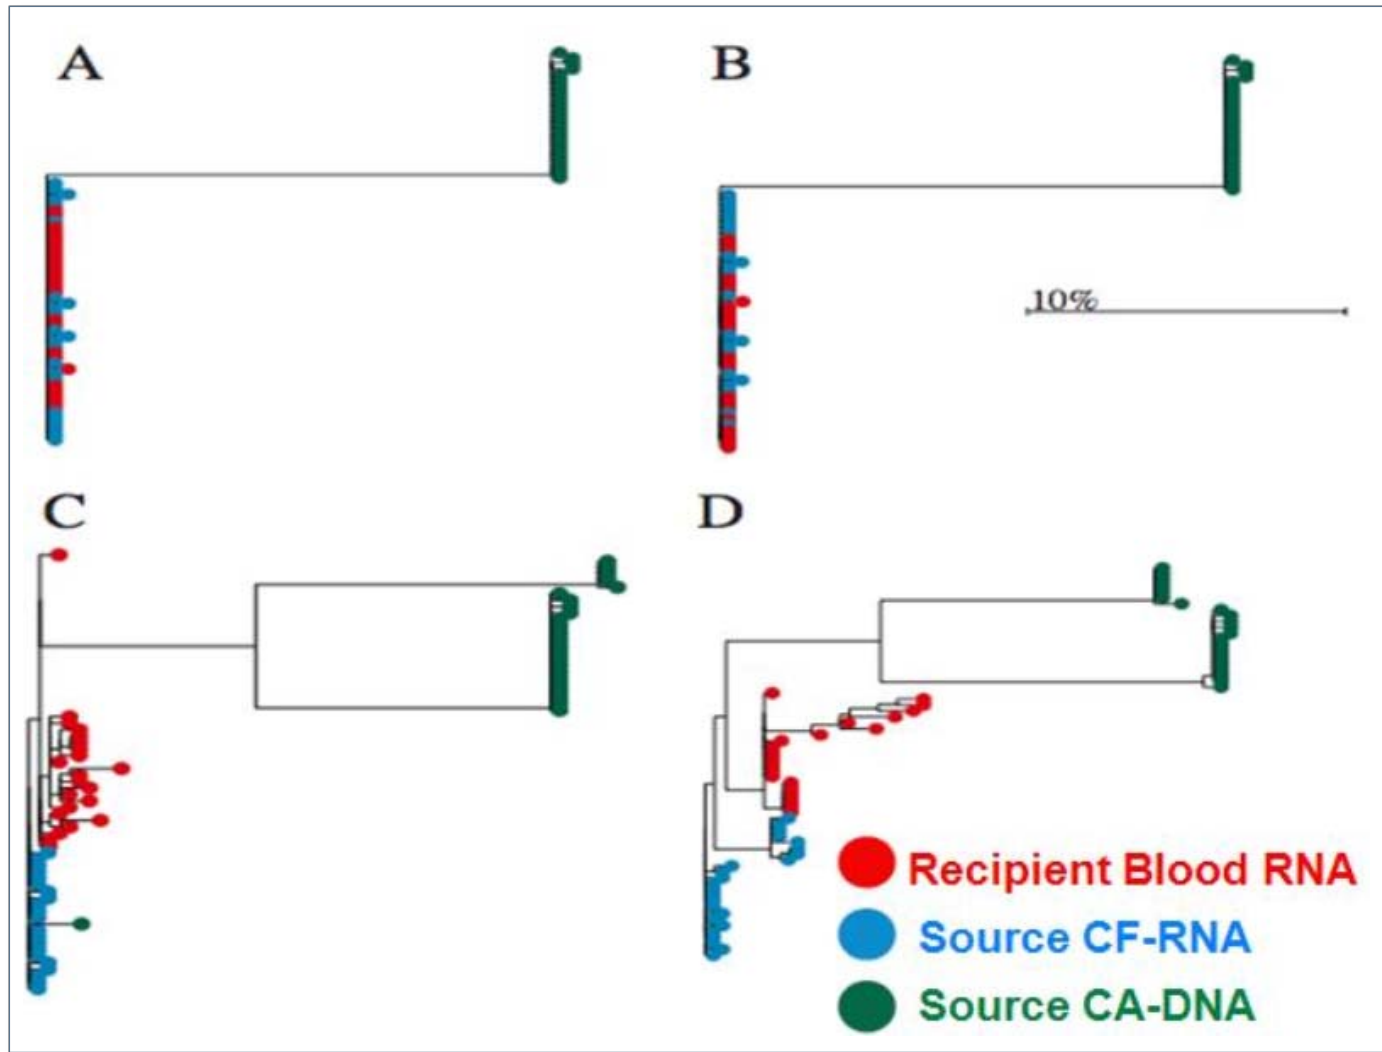 A
B
10%
C
D
Recipient Blood RNA
Source CF-RNA
Source CA-DNA